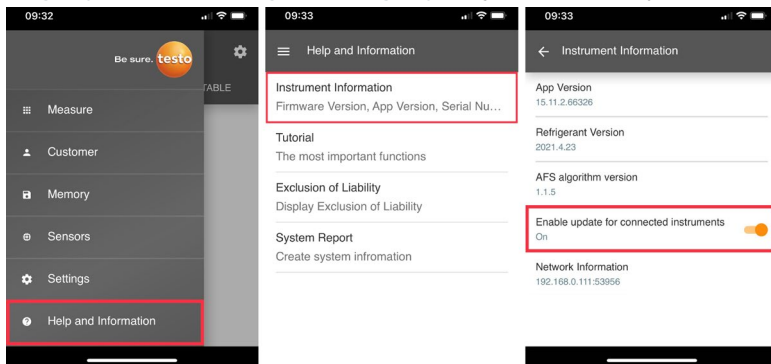 09:32
Be sure. testo
TABLE
Measure
Customer
Memory
Sensors
Settings
Help and Information
09:33
Help and Information
Instrument Information
Firmware Version, App Version, Serial Nu...
Tutorial
The most important functions
Exclusion of Liability
Display Exclusion of Liability
System Report
Create system infromation
09:33
Instrument Information
App Version
15.11.2.66326
Refrigerant Version
2021.4.23
AFS algorithm version
1.1.5
Enable update for connected instruments
On
Network Information
192.168.0.111:53956